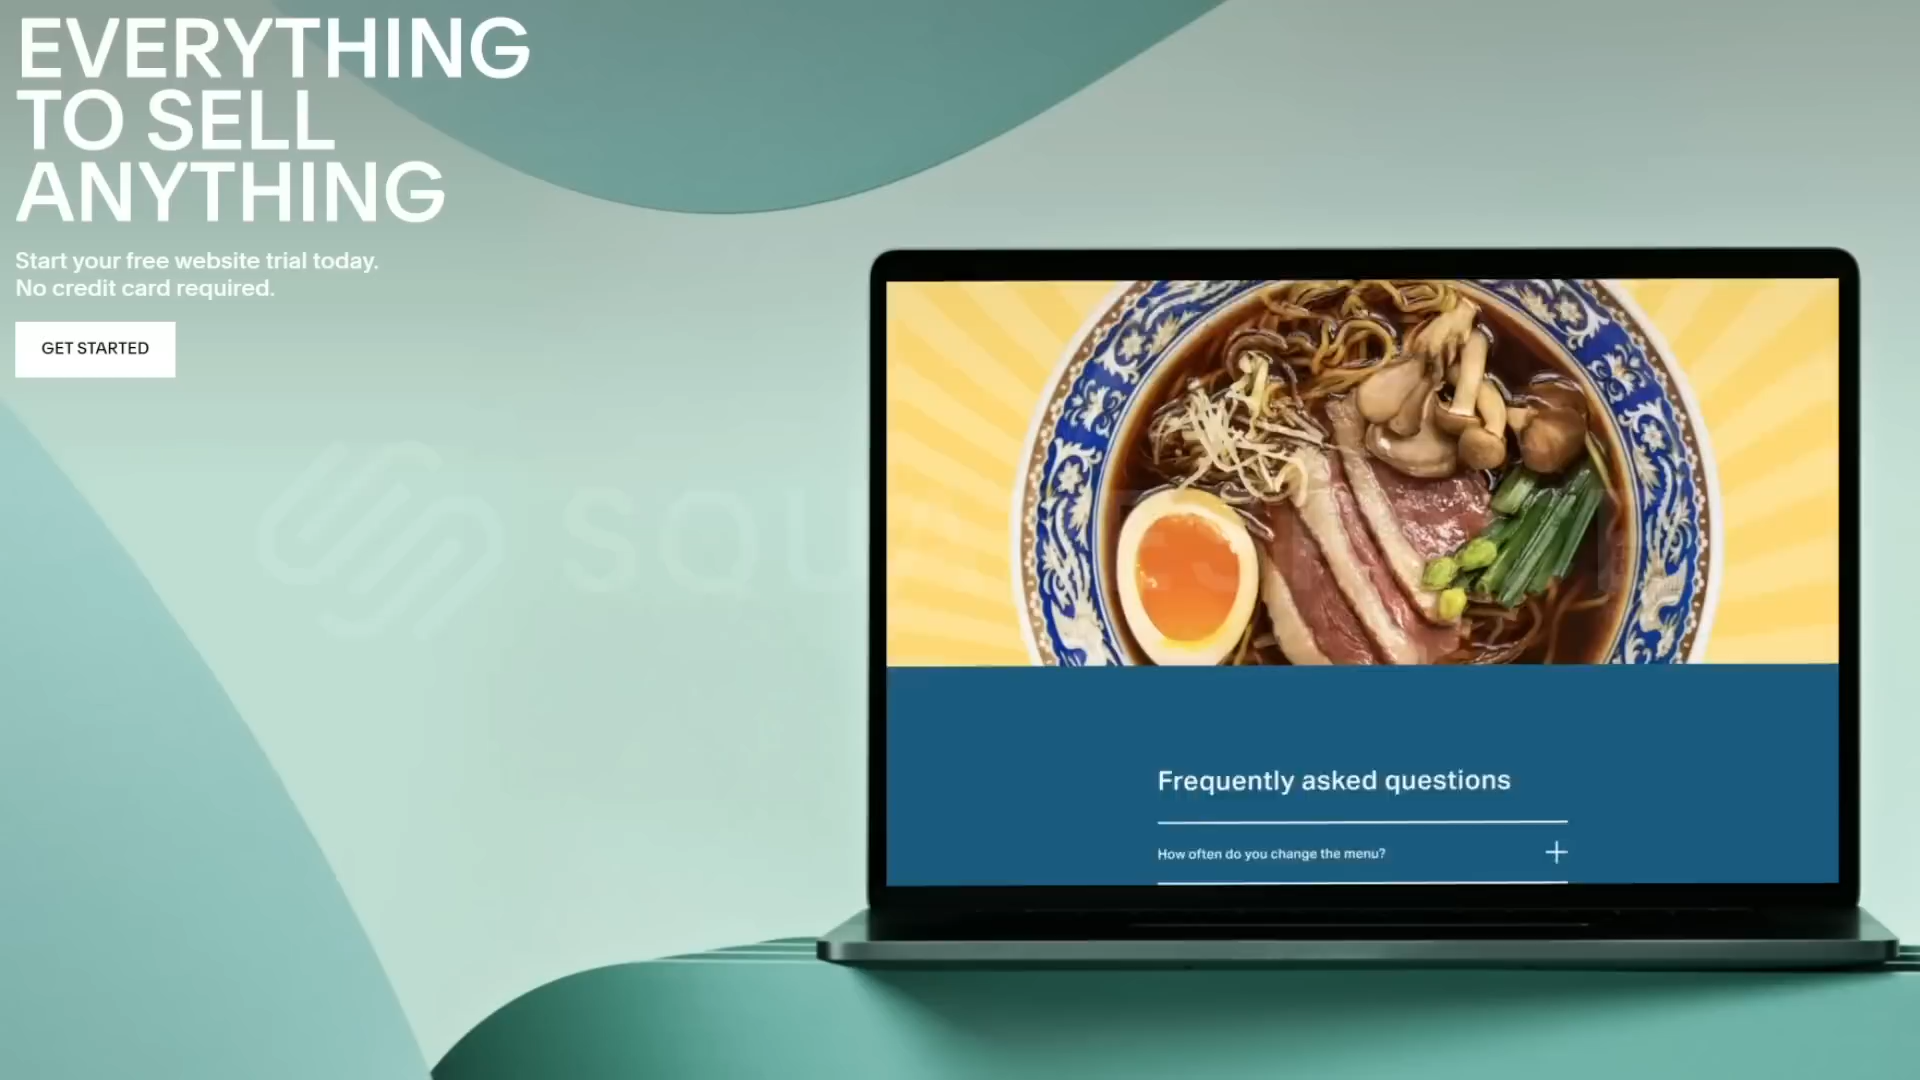 EVERYTHING
TO SELL
ANYTHING
Start your free website trial today.
No credit card required.
GET STARTED
Frequently asked questions
How often do you change the menu?